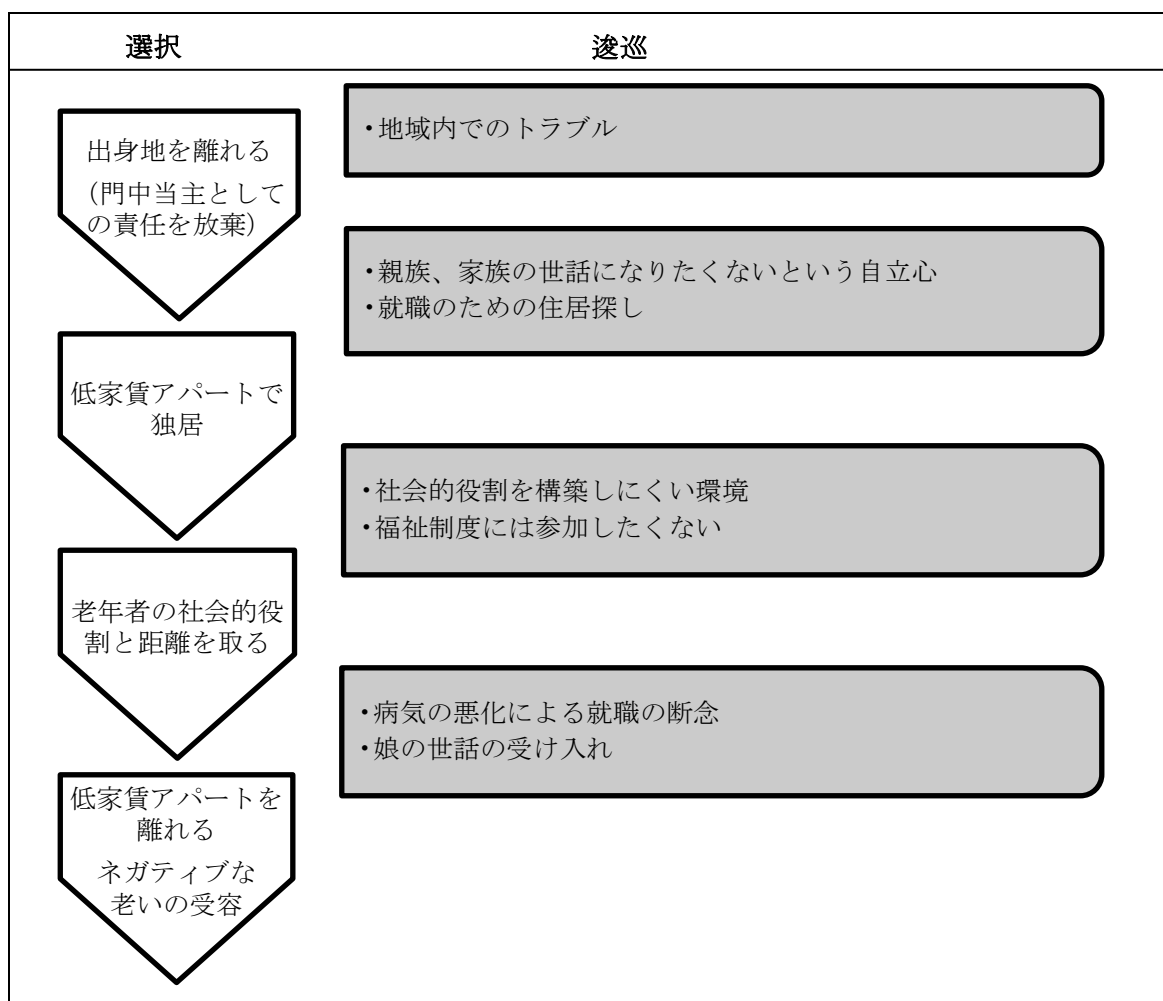 選択
逡巡
・地域内でのトラブル
出身地を離れる
（門中当主として
の責任を放棄）
・親族、家族の世話になりたくないという自立心
・就職のための住居探し
低家賃アパートで
独居
・社会的役割を構築しにくい環境
・福祉制度には参加したくない
老年者の社会的役
割と距離を取る
・病気の悪化による就職の断念
・娘の世話の受け入れ
低家賃アパートを
離れる
ネガティブな
老いの受容